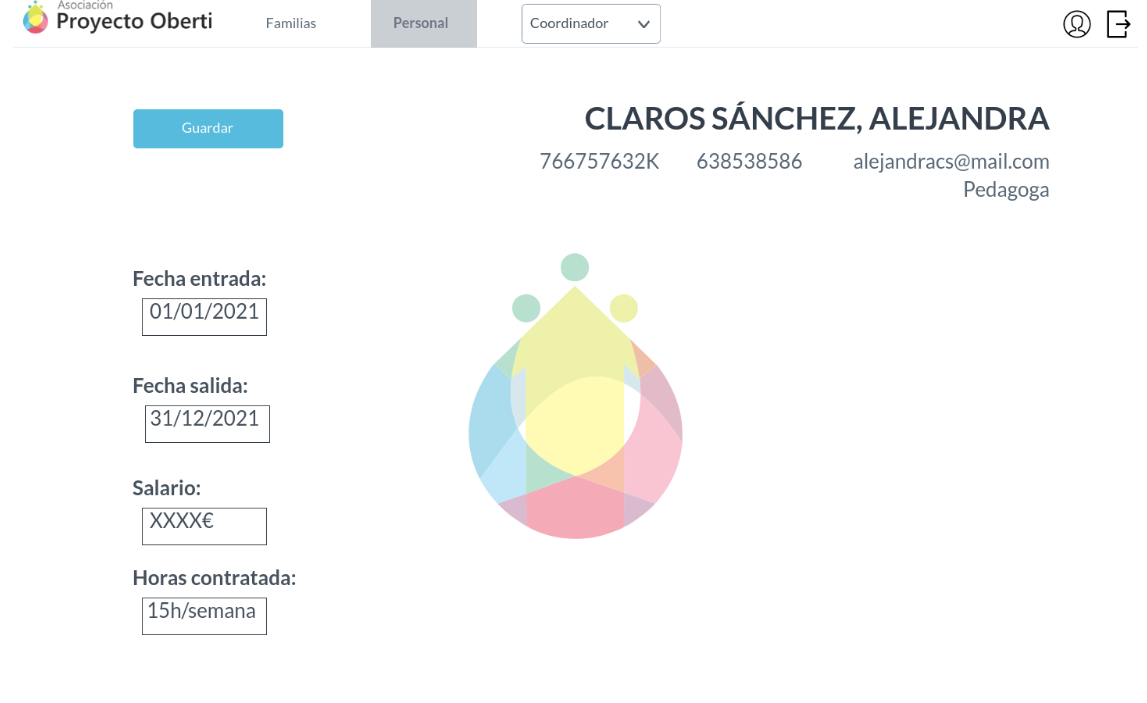 Asociación
Proyecto Oberti
Familias
Personal
Coordinador
Guardar
CLAROS SÁNCHEZ, ALEJANDRA
766757632K 638538586 alejandracs@mail.com
Pedagoga
Fecha entrada:
01/01/2021
Fecha salida:
31/12/2021
Salario:
XXXX€
Horas contratada:
15h/semana